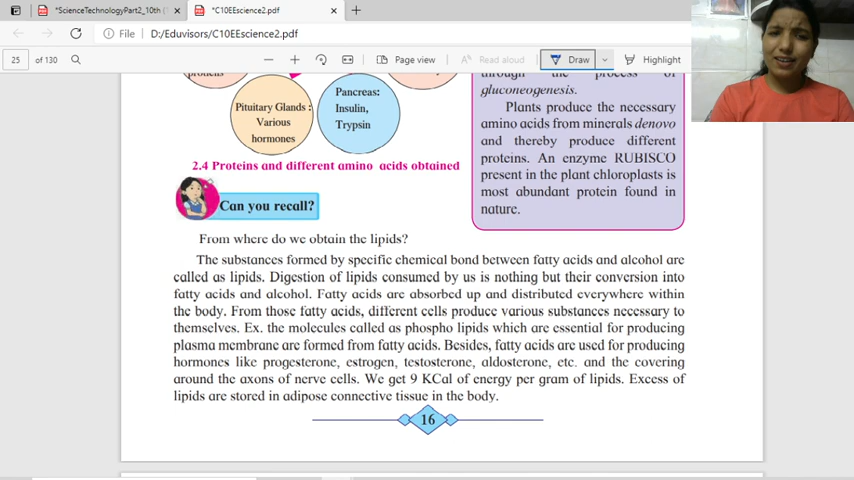 *ScienceTechnologyPart2_10th (
*C10EEscience2.pdf
File
D:/Eduvisors/C10EEscience2.pdf
25
of 130
Page view
Read aloud
Draw
Highlight
proteins
Pituitary Glands :
Various
hormones
Pancreas:
Insulin,
Trypsin
2.4 Proteins and different amino acids obtained
through the process of
gluconeogenesis.
Plants produce the necessary
amino acids from minerals denovo
and thereby produce different
proteins. An enzyme RUBISCO
present in the plant chloroplasts is
most abundant protein found in
nature.
Can you recall?
From where do we obtain the lipids?
The substances formed by specific chemical bond between fatty acids and alcohol are
called as lipids. Digestion of lipids consumed by us is nothing but their conversion into
fatty acids and alcohol. Fatty acids are absorbed up and distributed everywhere within
the body. From those fatty acids, different cells produce various substances necessary to
themselves. Ex. the molecules called as phospho lipids which are essential for producing
plasma membrane are formed from fatty acids. Besides, fatty acids are used for producing
hormones like progesterone, estrogen, testosterone, aldosterone, etc. and the covering
around the axons of nerve cells. We get 9 KCal of energy per gram of lipids. Excess of
lipids are stored in adipose connective tissue in the body.
16